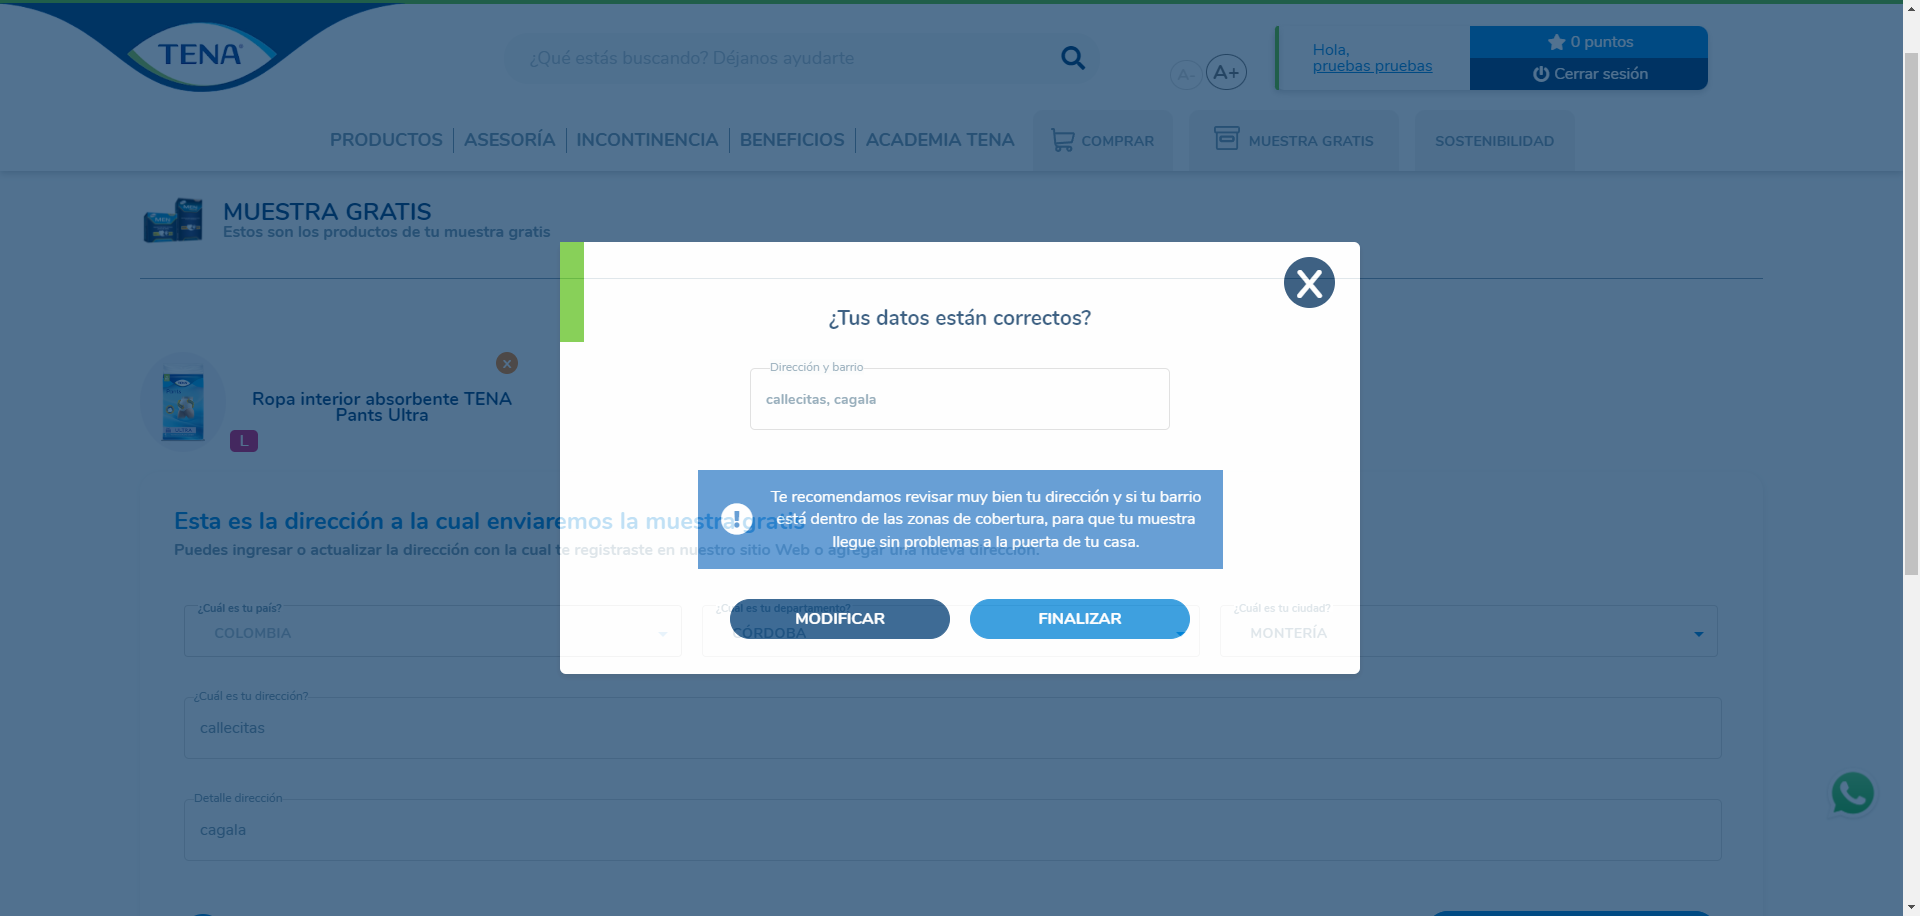 TENA
¿Qué estás buscando? Déjanos ayudarte
A-
A+
Hola,
pruebas pruebas
0 puntos
Cerrar sesión
PRODUCTOS
ASESORÍA
INCONTINENCIA
BENEFICIOS
ACADEMIA TENA
COMPRAR
MUESTRA GRATIS
SOSTENIBILIDAD
MUESTRA GRATIS
Estos son los productos de tu muestra gratis
X
¿Tus datos están correctos?
Dirección y barrio
callecitas, cagala
x
Ropa interior absorbente TENA
Pants Ultra
L
Te recomendamos revisar muy bien tu dirección y si tu barrio
está dentro de las zonas de cobertura, para que tu muestra
llegue sin problemas a la puerta de tu casa.
Esta es la dirección a la cual enviaremos la muestra gratis
Puedes ingresar o actualizar la dirección con la cual te registraste en nuestro sitio Web o agregar una nueva dirección.
MODIFICAR
FINALIZAR
¿Cuál es tu país?
COLOMBIA
¿Cuál es tu departamento?
CÓRDOBA
¿Cuál es tu ciudad?
MONTERÍA
¿Cuál es tu dirección?
callecitas
Detalle dirección
cagala